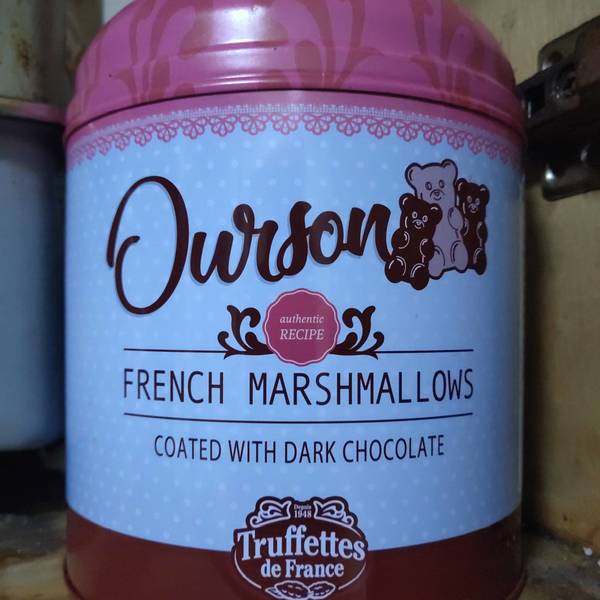 Ourson
authentic
RECIPE
FRENCH MARSHMALLOWS
COATED WITH DARK CHOCOLATE
Depuis
1948
Truffettes
de France